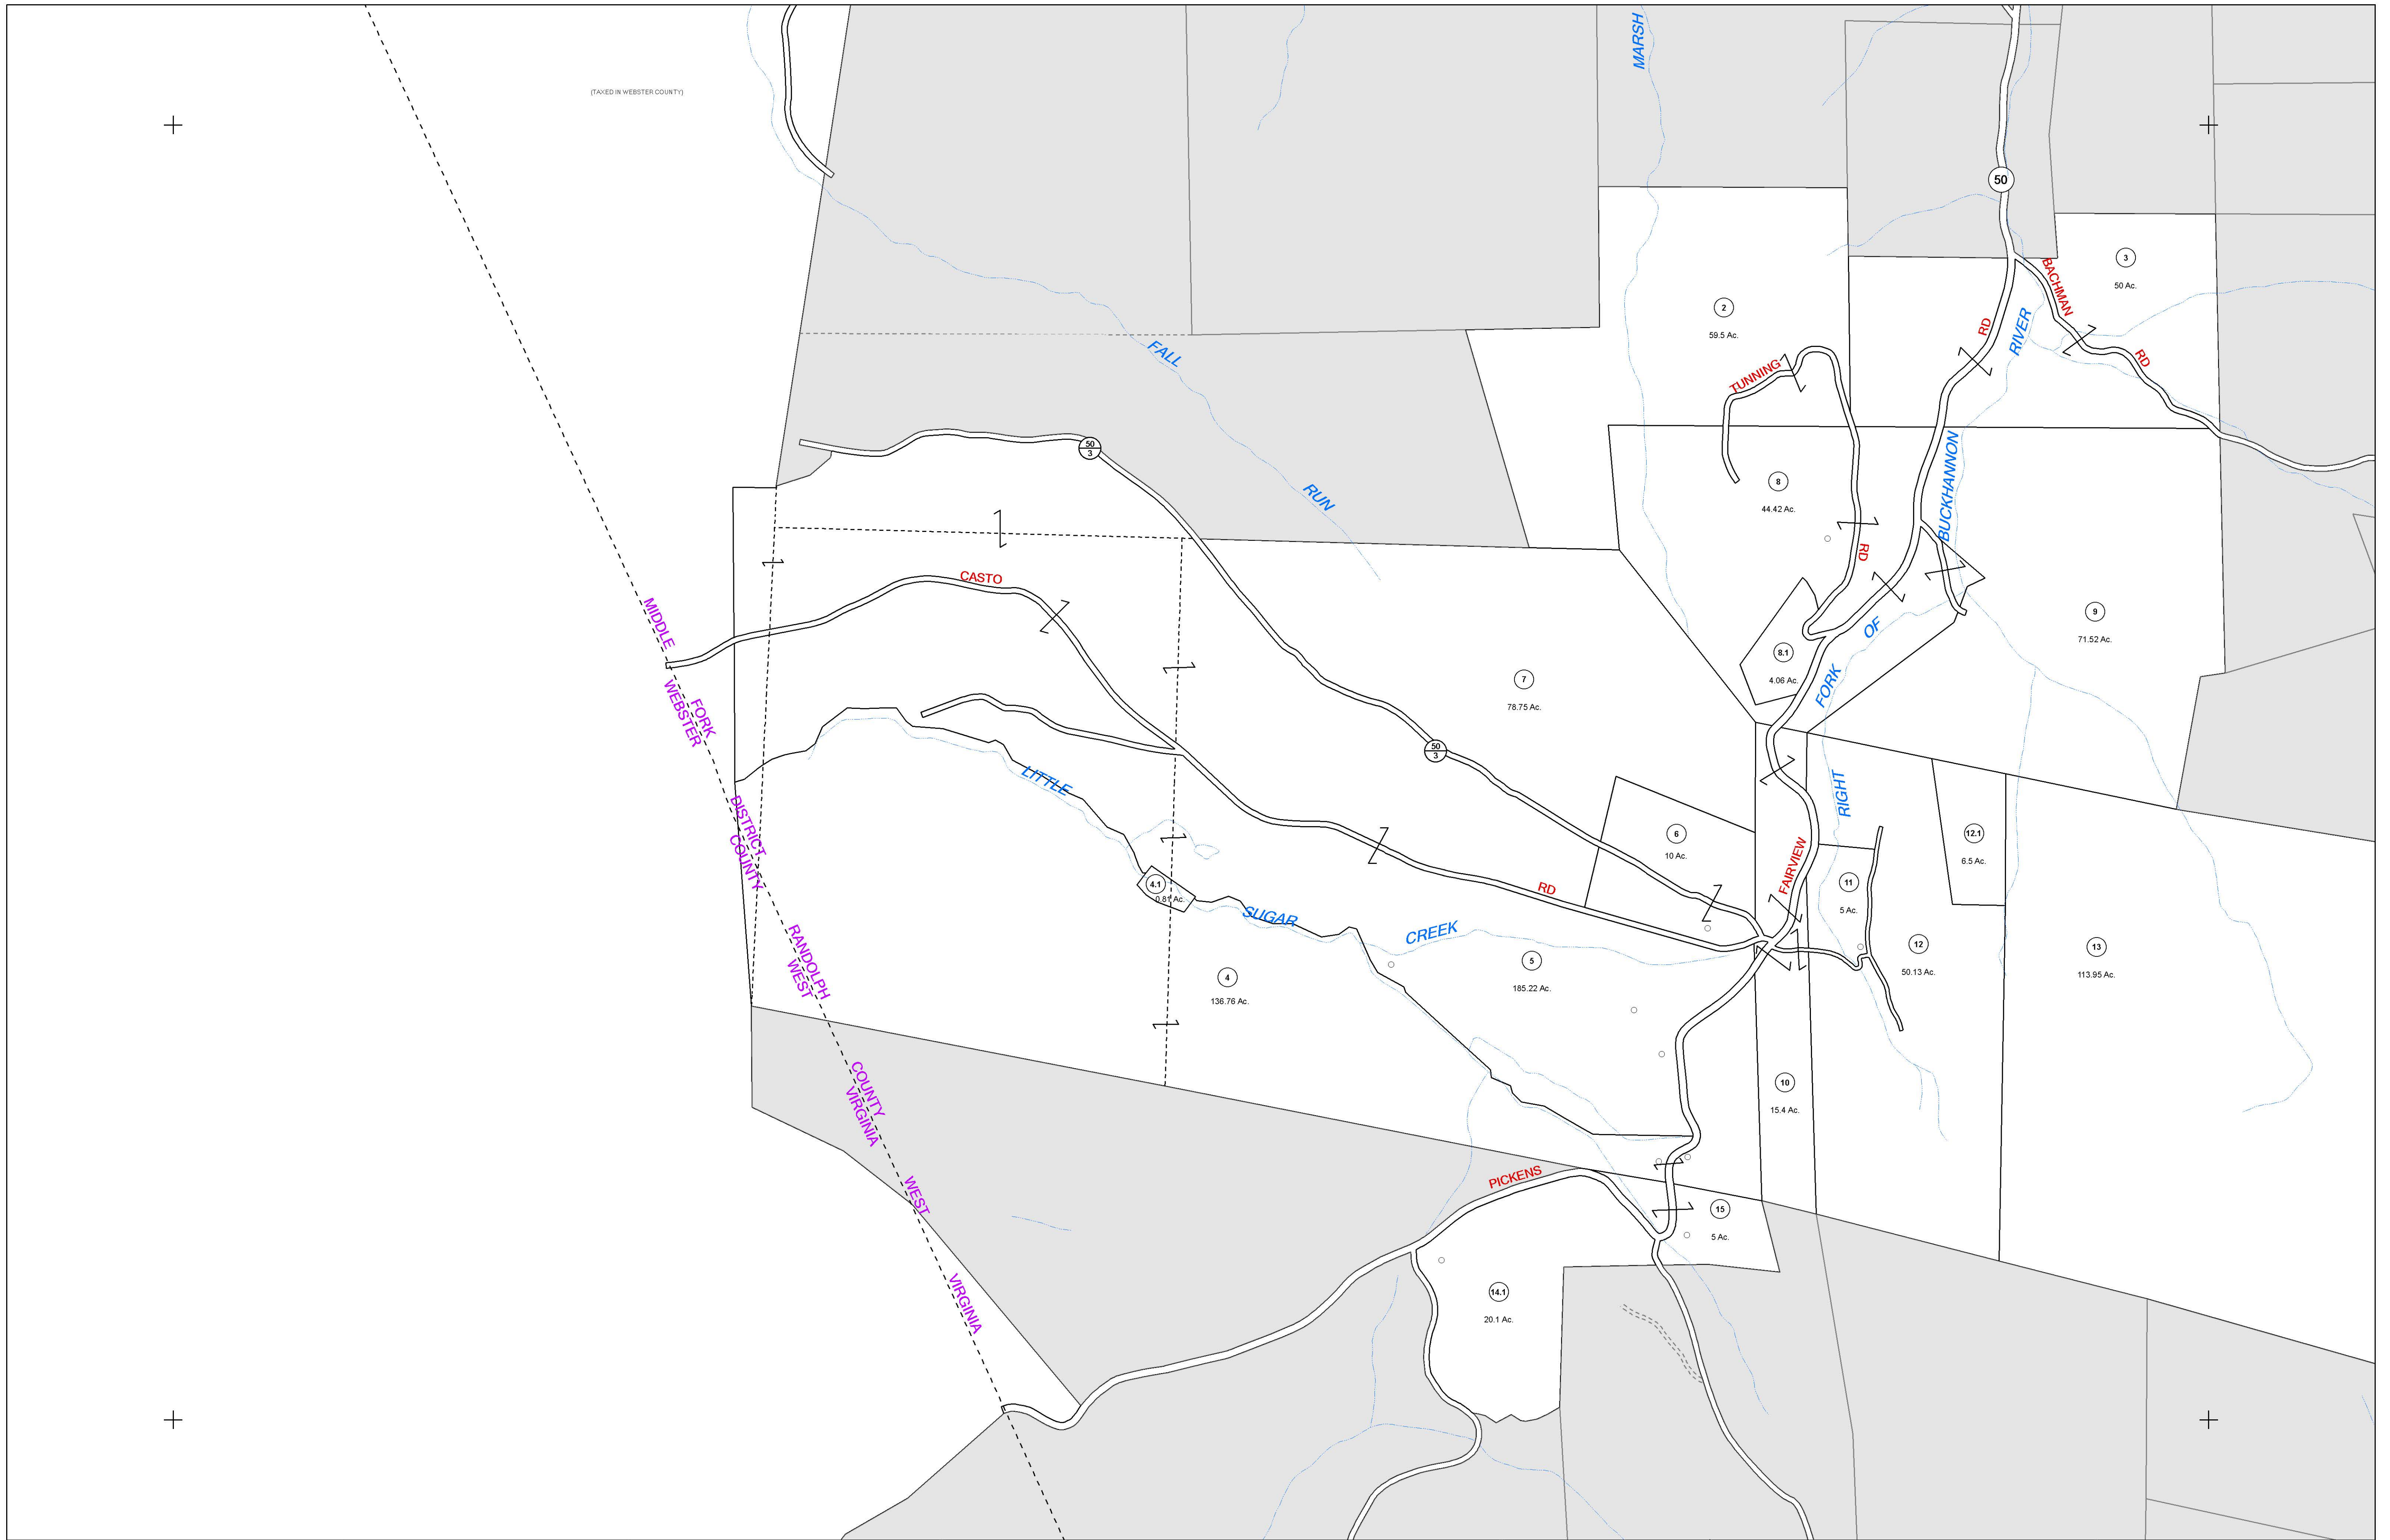 MARSH
(TAXED IN WEBSTER COUNTY)
50
3
50 Ac.
BACHMAN
RD
2
59.5 Ac.
RD
RIVER
FALL
TUNNING
50
3
RUN
8
44.42 Ac.
BUCKHANNON
RD
CASTO
MIDDLE
FORK
DISTRICT
RANDOLPH
COUNTY
WEST
VIRGINIA
WEBSTER
COUNTY
WEST
VIRGINIA
9
71.52 Ac.
OF
8.1
4.06 Ac.
FORK
7
78.75 Ac.
50
3
LITTLE
RIGHT
6
10 Ac.
12.1
6.5 Ac.
FAIRVIEW
4.1
0.81 Ac.
RD
11
5 Ac.
SUGAR
CREEK
12
50.13 Ac.
13
113.95 Ac.
5
185.22 Ac.
4
136.76 Ac.
10
15.4 Ac.
PICKENS
15
5 Ac.
14.1
20.1 Ac.